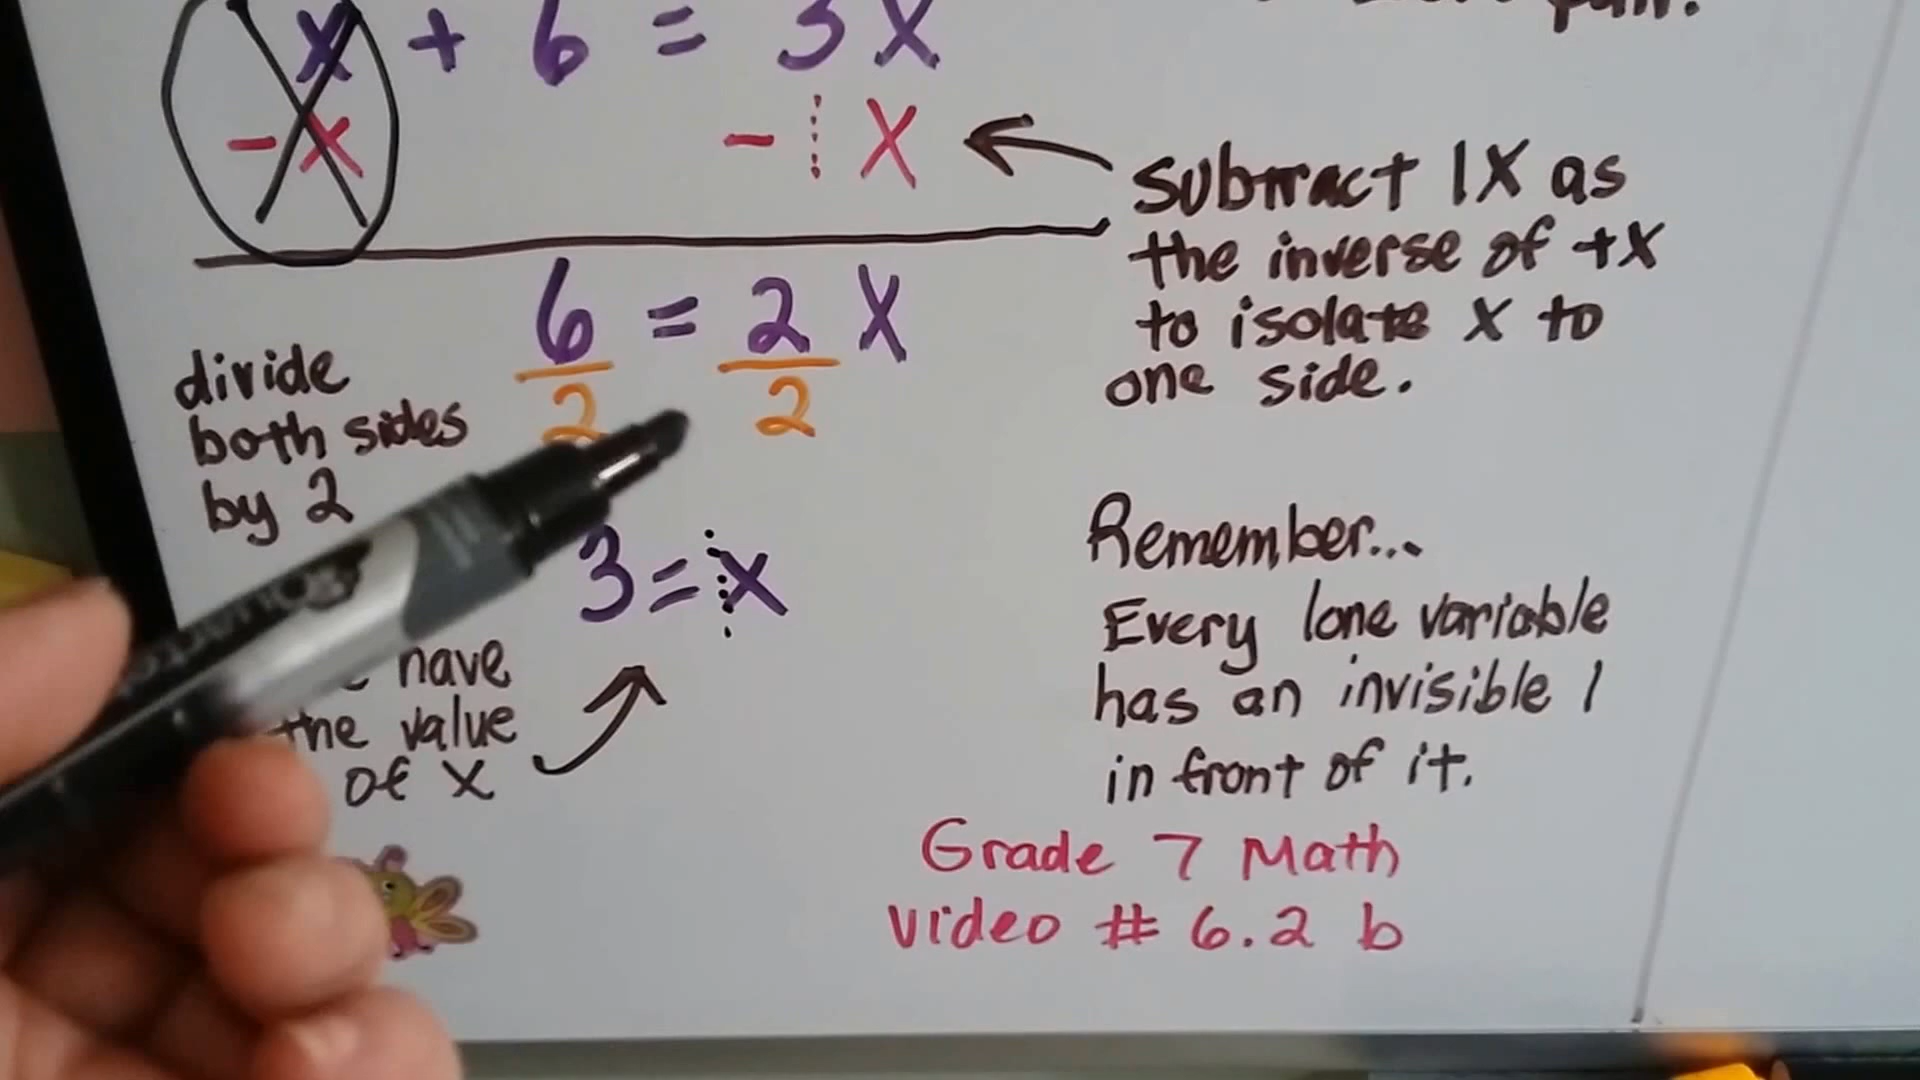 x + 6 = 3x
- x - 1 x
subtract 1x as
the inverse of +x
to isolate x to
one side.
6 = 2 x
2 2
divide
both sides
by 2
3 = x
have
the value
of x
Remember...
Every lone variable
has an invisible 1
in front of it.
Grade 7 Math
video # 6.2 b